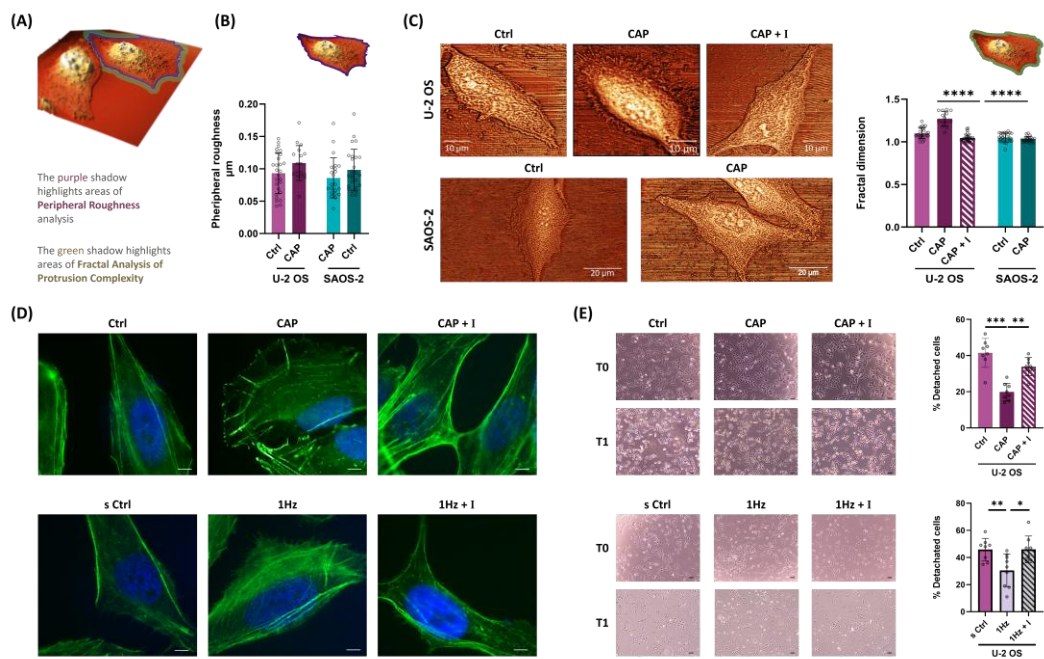 (A)
The purple shadow
highlights areas of
Peripheral Roughness
analysis
The green shadow highlights
areas of Fractal Analysis of
Protrusion Complexity
(B)
Pheripheral roughness
μm
0.20
0.15
0.10
0.05
0.00
Ctrl
CAP
CAP
Ctrl
U-2 OS
SAOS-2
(C)
Ctrl
CAP
CAP + I
U-2 OS
10 μm
10 μm
10 μm
Ctrl
CAP
SAOS-2
20 μm
20 μm
Fractal dimension
1.5
1.0
0.5
0.0
****
****
Ctrl
CAP
CAP + I
Ctrl
CAP
U-2 OS
SAOS-2
(D)
Ctrl
CAP
CAP + I
s Ctrl
1Hz
1Hz + I
(E)
Ctrl
CAP
CAP + I
T0
T1
% Detached cells
60
40
20
0
***
**
Ctrl
CAP
CAP + I
U-2 OS
s Ctrl
1Hz
1Hz + I
T0
T1
% Detachated cells
80
60
40
20
0
**
*
s Ctrl
1Hz
1Hz + I
U-2 OS